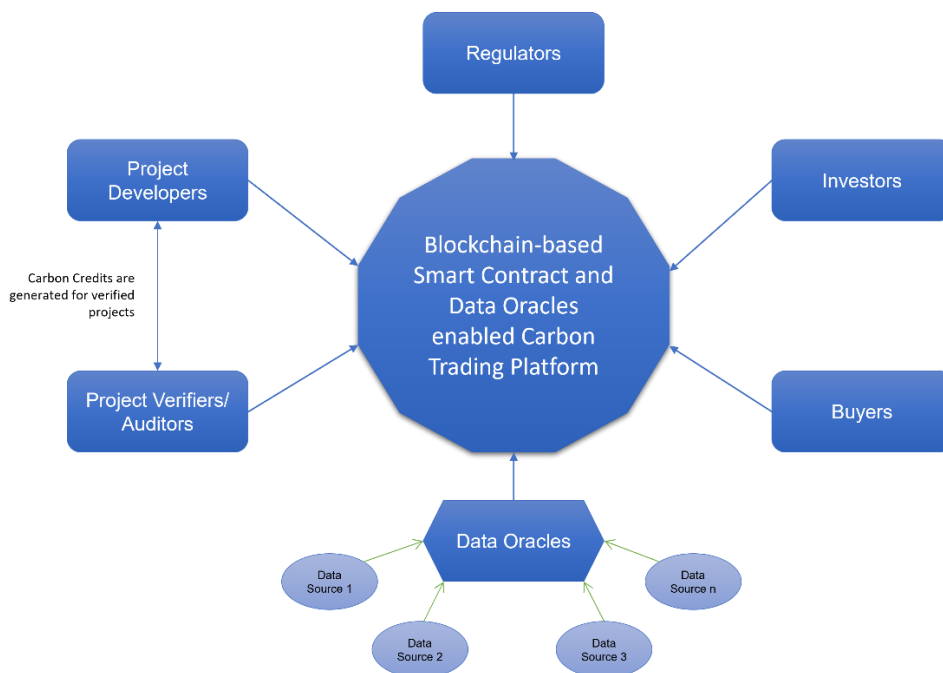 Regulators
Project
Developers
Investors
Blockchain-based
Smart Contract and
Data Oracles
enabled Carbon
Trading Platform
Carbon Credits are
generated for verified
projects
Project Verifiers/
Auditors
Buyers
Data Oracles
Data
Source 1
Data
Source n
Data
Source 2
Data
Source 3